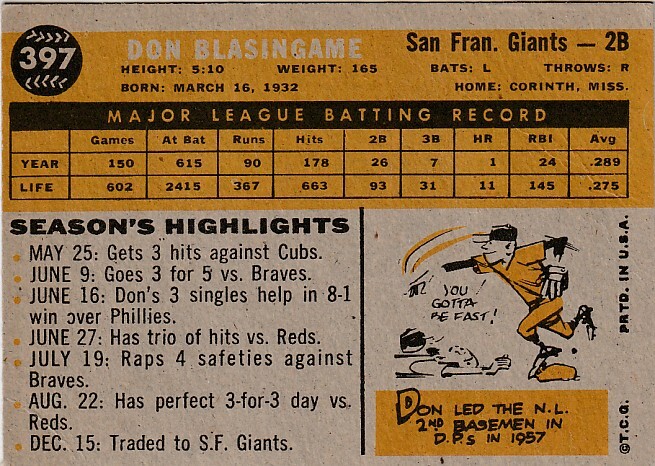 397
DON BLASINGAME
San Fran. Giants — 2B
HEIGHT: 5:10 WEIGHT: 165 BATS: L THROWS: R
BORN: MARCH 16, 1932 HOME: CORINTH, MISS.
MAJOR LEAGUE BATTING RECORD
Games At Bat Runs Hits 2B 3B HR RBI Avg
YEAR 150 615 90 178 26 7 1 24 .289
LIFE 602 2415 367 663 93 31 11 145 .275
SEASON'S HIGHLIGHTS
MAY 25: Gets 3 hits against Cubs.
JUNE 9: Goes 3 for 5 vs. Braves.
JUNE 16: Don's 3 singles help in 8-1
win over Phillies.
JUNE 27: Has trio of hits vs. Reds.
JULY 19: Raps 4 safeties against
Braves.
AUG. 22: Has perfect 3-for-3 day vs.
Reds.
DEC. 15: Traded to S.F. Giants.
YOU
GOTTA
BE FAST!
DON LED THE N.L.
2ND BASEMEN IN
D.P.s IN 1957
©T.C.G. PRTD. IN U.S.A.